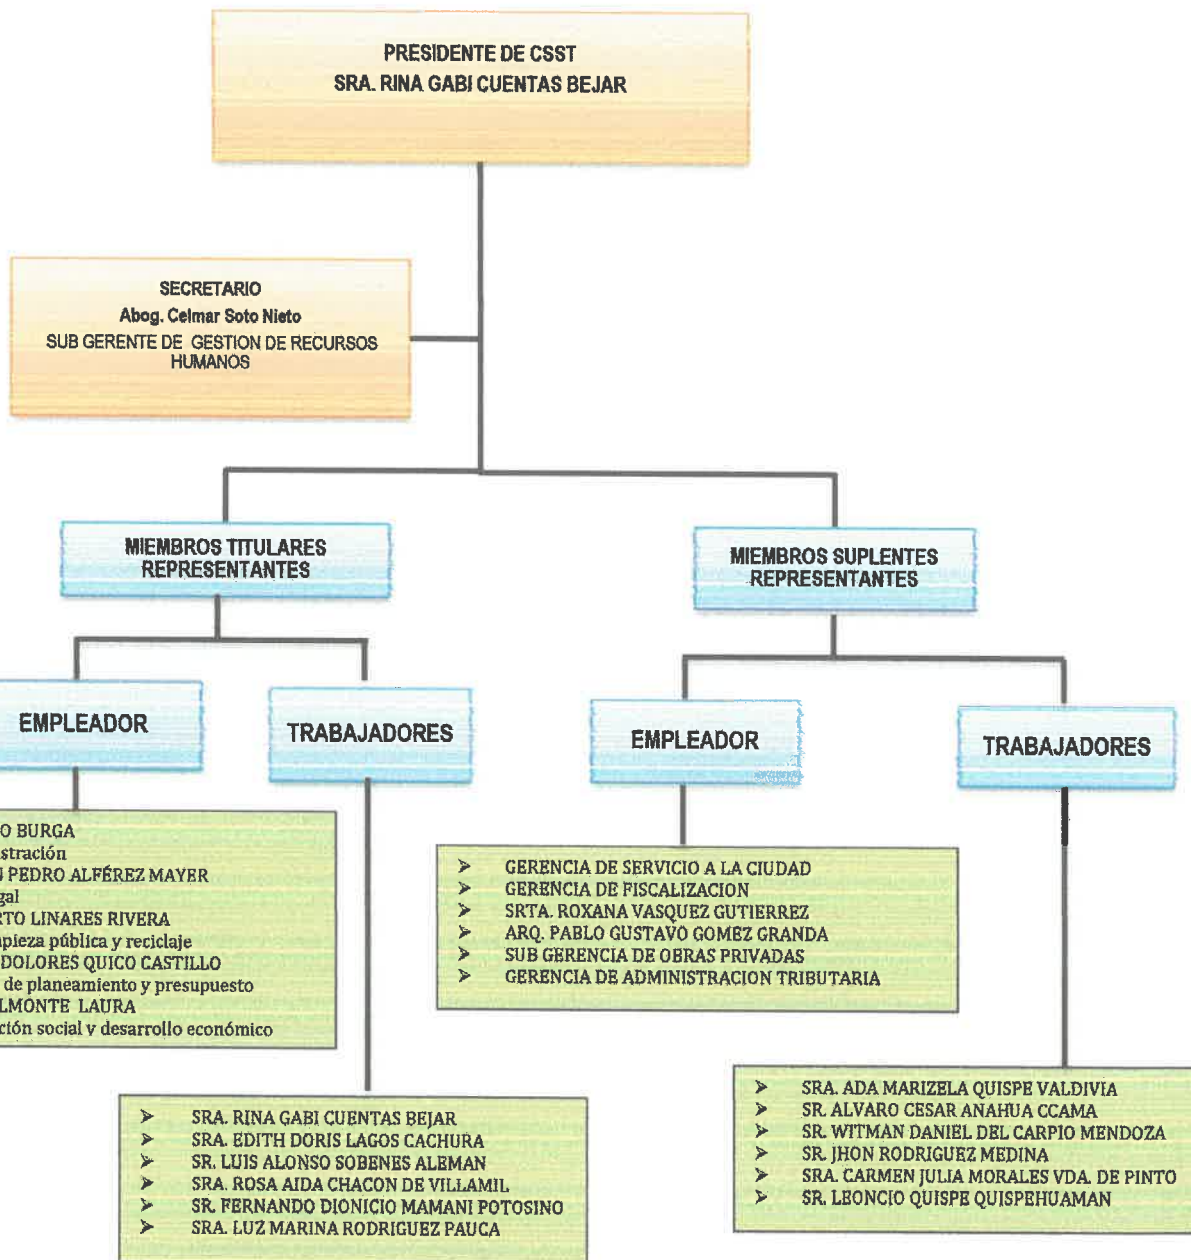 PRESIDENTE DE CSST
SRA. RINA GABI CUENTAS BEJAR
SECRETARIO
Abog. Celmar Soto Nieto
SUB GERENTE DE GESTION DE RECURSOS
HUMANOS
MIEMBROS TITULARES
REPRESENTANTES
MIEMBROS SUPLENTES
REPRESENTANTES
EMPLEADOR
TRABAJADORES
EMPLEADOR
TRABAJADORES
O BURGA
stración
PEDRO ALFÉREZ MAYER
gal
RTO LINARES RIVERA
pieza pública y reciclaje
DOLORES QUICO CASTILLO
de planeamiento y presupuesto
LMONTE LAURA
ción social y desarrollo económico
➢ GERENCIA DE SERVICIO A LA CIUDAD
➢ GERENCIA DE FISCALIZACION
➢ SRTA. ROXANA VASQUEZ GUTIERREZ
➢ ARQ. PABLO GUSTAVO GOMEZ GRANDA
➢ SUB GERENCIA DE OBRAS PRIVADAS
➢ GERENCIA DE ADMINISTRACION TRIBUTARIA
➢ SRA. RINA GABI CUENTAS BEJAR
➢ SRA. EDITH DORIS LAGOS CACHURA
➢ SR. LUIS ALONSO SOBENES ALEMAN
➢ SRA. ROSA AIDA CHACON DE VILLAMIL
➢ SR. FERNANDO DIONICIO MAMANI POTOSINO
➢ SRA. LUZ MARINA RODRIGUEZ PAUCA
➢ SRA. ADA MARIZELA QUISPE VALDIVIA
➢ SR. ALVARO CESAR ANAHUA CCAMA
➢ SR. WITMAN DANIEL DEL CARPIO MENDOZA
➢ SR. JHON RODRIGUEZ MEDINA
➢ SRA. CARMEN JULIA MORALES VDA. DE PINTO
➢ SR. LEONCIO QUISPE QUISPEHUAMAN